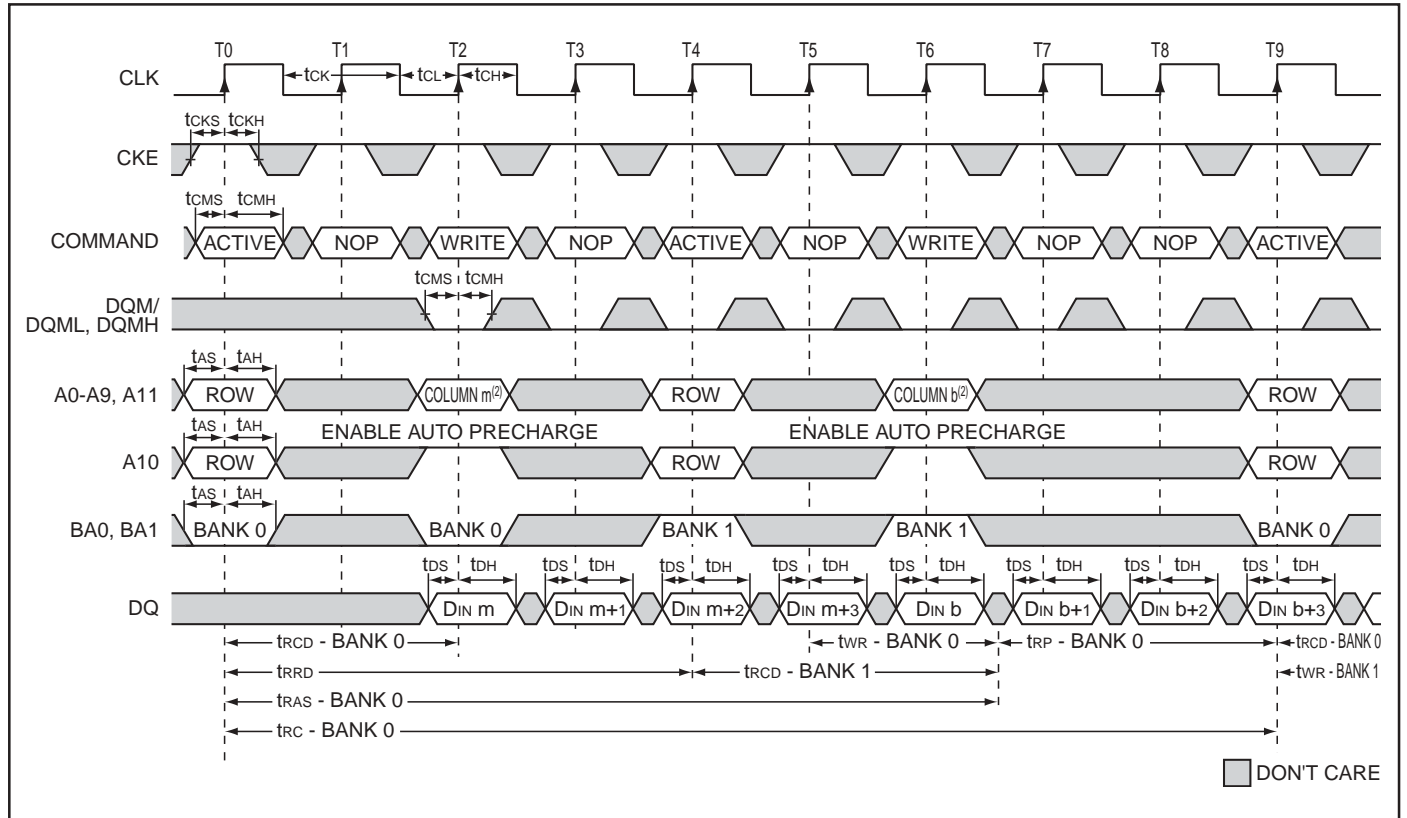 T0 T1 T2 T3 T4 T5 T6 T7 T8 T9
CLK tCK tCL tCH
tCKS tCKH
CKE
tCMS tCMH
COMMAND ACTIVE NOP WRITE NOP ACTIVE NOP WRITE NOP NOP ACTIVE
tCMS tCMH
DQM/
DQML, DQMH
tAS tAH
A0-A9, A11 ROW COLUMN m(2) ROW COLUMN b(2) ROW
tAS tAH ENABLE AUTO PRECHARGE ENABLE AUTO PRECHARGE
A10 ROW ROW ROW
tAS tAH
BA0, BA1 BANK 0 BANK 0 BANK 1 BANK 1 BANK 0
tDS tDH tDS tDH tDS tDH tDS tDH tDS tDH tDS tDH tDS tDH tDS tDH
DQ DIN m DIN m+1 DIN m+2 DIN m+3 DIN b DIN b+1 DIN b+2 DIN b+3
tRCD - BANK 0 tWR - BANK 0 tRP - BANK 0 tRCD - BANK 0
tRRD tRCD - BANK 1 tWR - BANK 1
tRAS - BANK 0
tRC - BANK 0
DON'T CARE